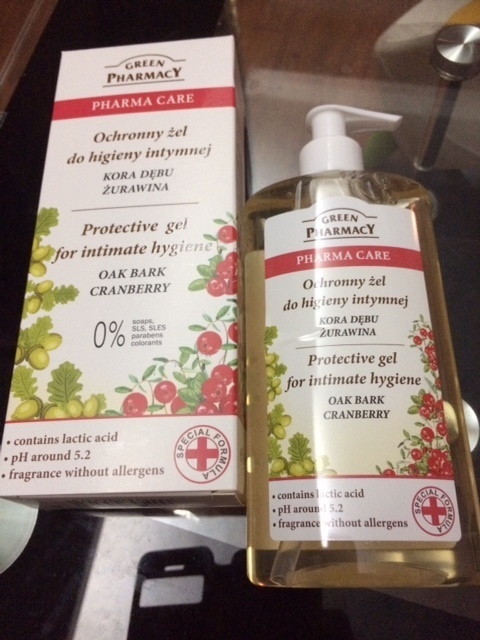 GREEN
PHARMACY
PHARMA CARE
Ochronny żel
do higieny intymnej
KORA DĘBU
ŻURAWINA
Protective gel
for intimate hygiene
OAK BARK
CRANBERRY
0%
soaps,
SLS, SLES
parabens
colorants
• contains lactic acid
• pH around 5.2
• fragrance without allergens
SPECIAL FORMULA
GREEN
PHARMACY
PHARMA CARE
Ochronny żel
do higieny intymnej
KORA DĘBU
ŻURAWINA
Protective gel
for intimate hygiene
OAK BARK
CRANBERRY
• contains lactic acid
• pH around 5.2
• fragrance without allergens
SPECIAL FORMULA